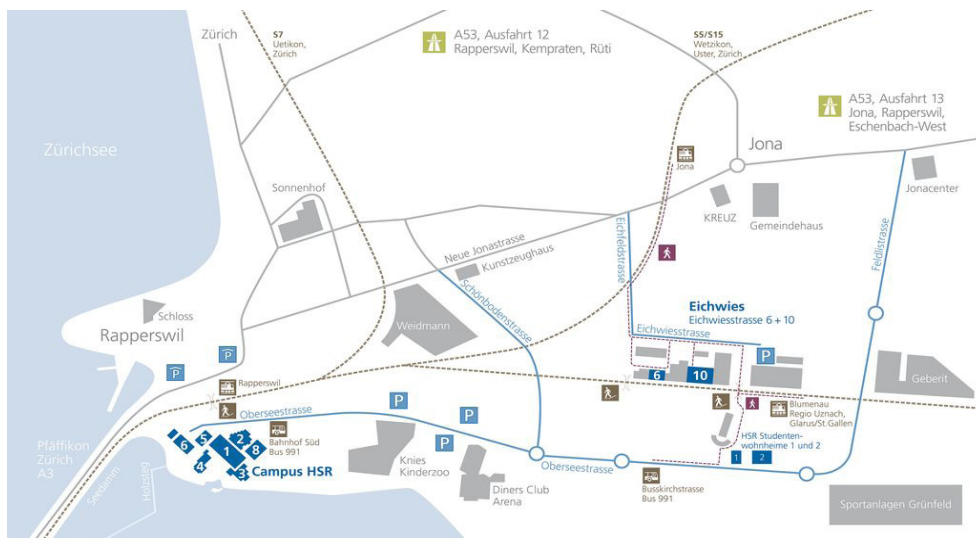 Zürich
S7
Uetikon,
Zürich
A53, Ausfahrt 12
Rapperswil, Kempraten, Rüti
S5/S15
Wetzikon,
Uster, Zürich
A53, Ausfahrt 13
Jona, Rapperswil,
Eschenbach-West
Zürichsee
Jona
Jona
Jonacenter
Sonnenhof
KREUZ
Gemeindehaus
Neue Jonastrasse
Kunstzeughaus
Eichfeldstrasse
Feldlistrasse
Schönbodenstrasse
Schloss
Rapperswil
Weidmann
Eichwies
Eichwiesstrasse 6 + 10
Eichwiesstrasse
P
P
P
6
10
Geberit
Rapperswil
P
P
P
Oberseestrasse
Blumenau
Regio Uznach,
Glarus/St.Gallen
Bahnhof Süd
Bus 991
6
5
2
1
8
4
3
Campus HSR
Pfäffikon
Zürich
A3
Seedamm
Holzsteg
Knies
Kinderzoo
Diners Club
Arena
Oberseestrasse
HSR Studenten-
wohnheime 1 und 2
1
2
Busskirchstrasse
Bus 991
Sportanlagen Grünfeld